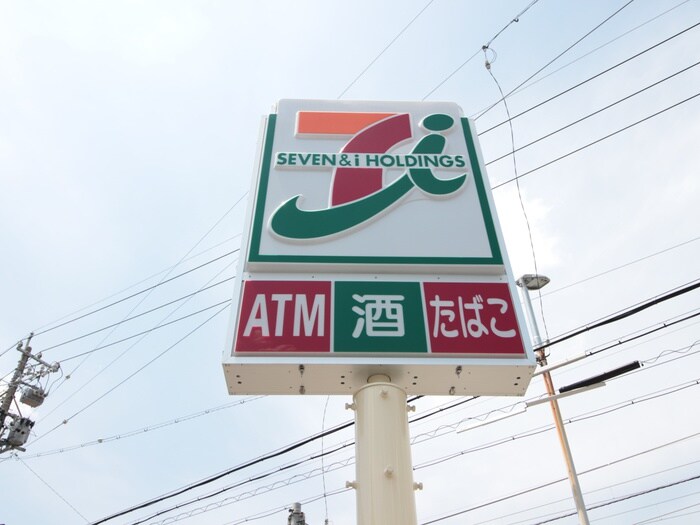 SEVEN & i HOLDINGS
ATM 酒 たばこ